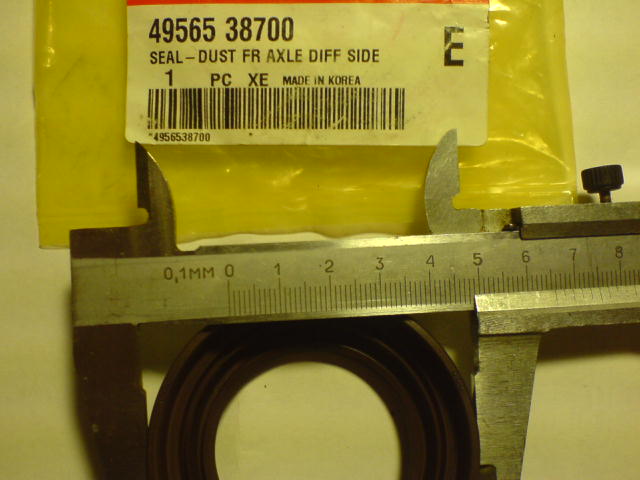 49565 38700
SEAL-DUST FR AXLE DIFF SIDE
E
1 PC XE MADE IN KOREA
4956538700
0,1MM 0 1 2 3 4 5 6 7 8